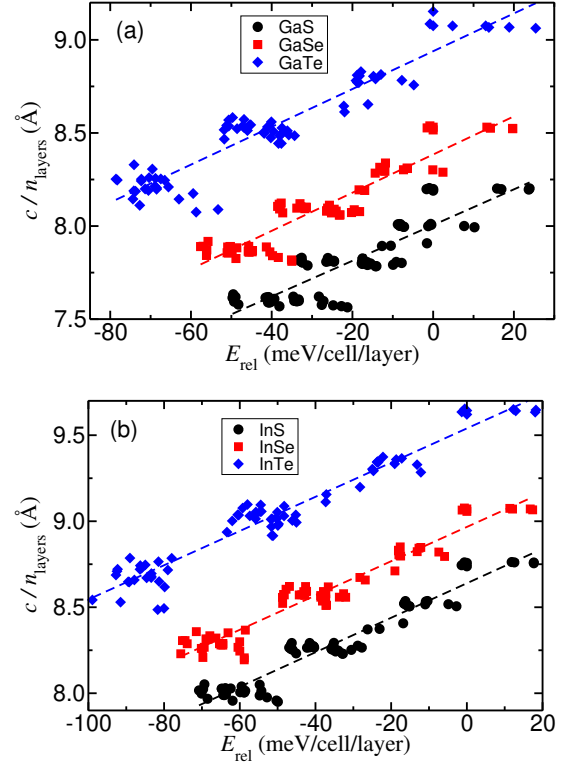 (a)
GaS
GaSe
GaTe
9.0
8.5
8.0
7.5
c / n_layers (Å)
-80 -60 -40 -20 0 20
E_rel (meV/cell/layer)
(b)
InS
InSe
InTe
9.5
9.0
8.5
8.0
c / n_layers (Å)
-100 -80 -60 -40 -20 0 20
E_rel (meV/cell/layer)